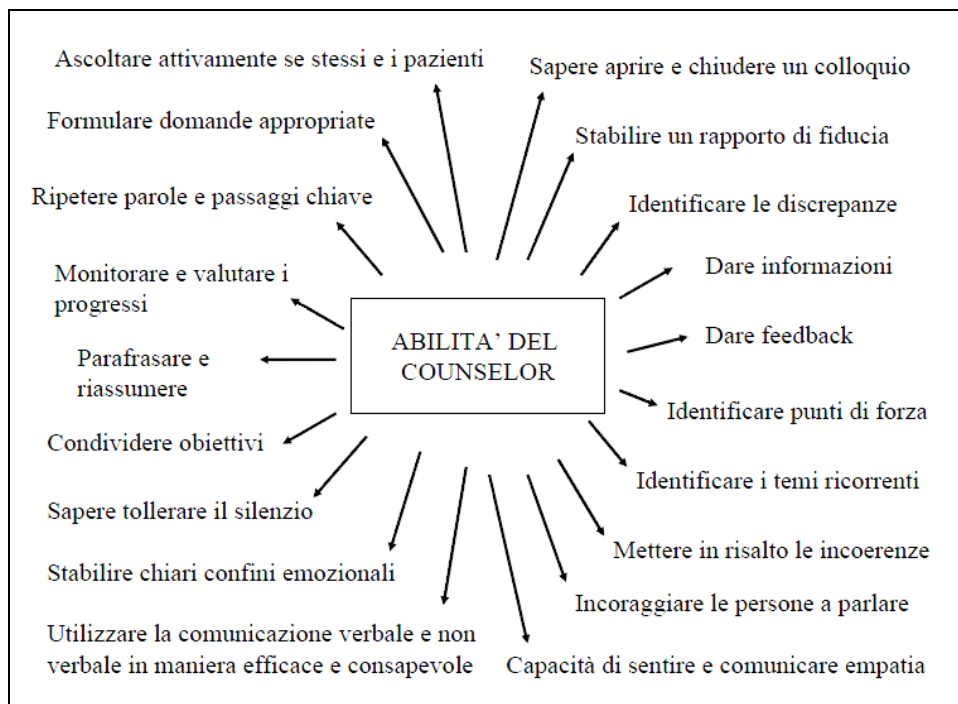 Ascoltare attivamente se stessi e i pazienti
Sapere aprire e chiudere un colloquio
Formulare domande appropriate
Stabilire un rapporto di fiducia
Ripetere parole e passaggi chiave
Identificare le discrepanze
Monitorare e valutare i
progressi
Dare informazioni
ABILITA’ DEL
COUNSELOR
Dare feedback
Parafrasare e
riassumere
Identificare punti di forza
Condividere obiettivi
Identificare i temi ricorrenti
Sapere tollerare il silenzio
Mettere in risalto le incoerenze
Stabilire chiari confini emozionali
Incoraggiare le persone a parlare
Utilizzare la comunicazione verbale e non
verbale in maniera efficace e consapevole
Capacità di sentire e comunicare empatia